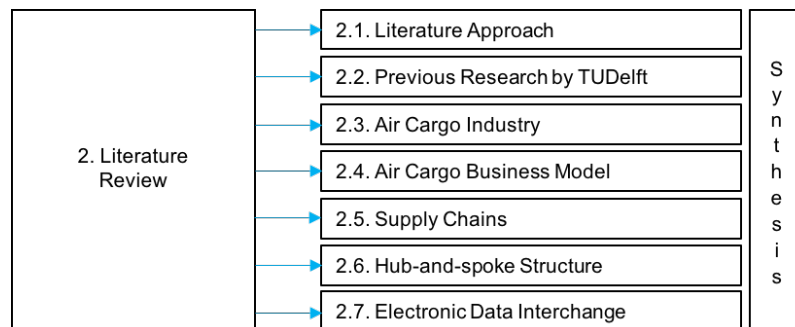 2. Literature
Review
2.1. Literature Approach
2.2. Previous Research by TUDelft
2.3. Air Cargo Industry
2.4. Air Cargo Business Model
2.5. Supply Chains
2.6. Hub-and-spoke Structure
2.7. Electronic Data Interchange
Synthesis